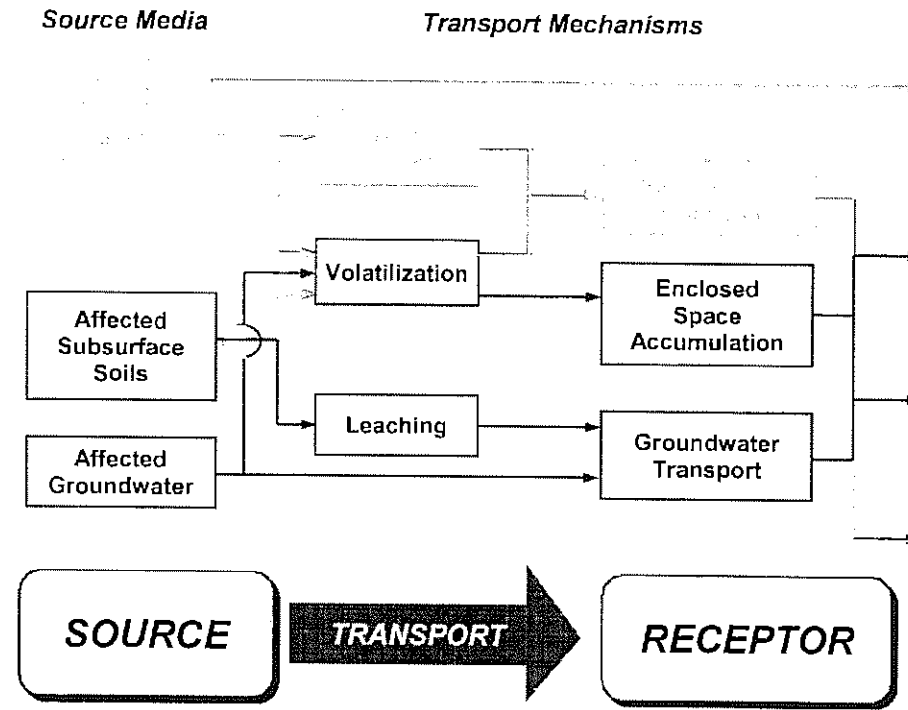 Source Media
Transport Mechanisms
Volatilization
Enclosed
Space
Accumulation
Affected
Subsurface
Soils
Leaching
Groundwater
Transport
Affected
Groundwater
SOURCE
TRANSPORT
RECEPTOR